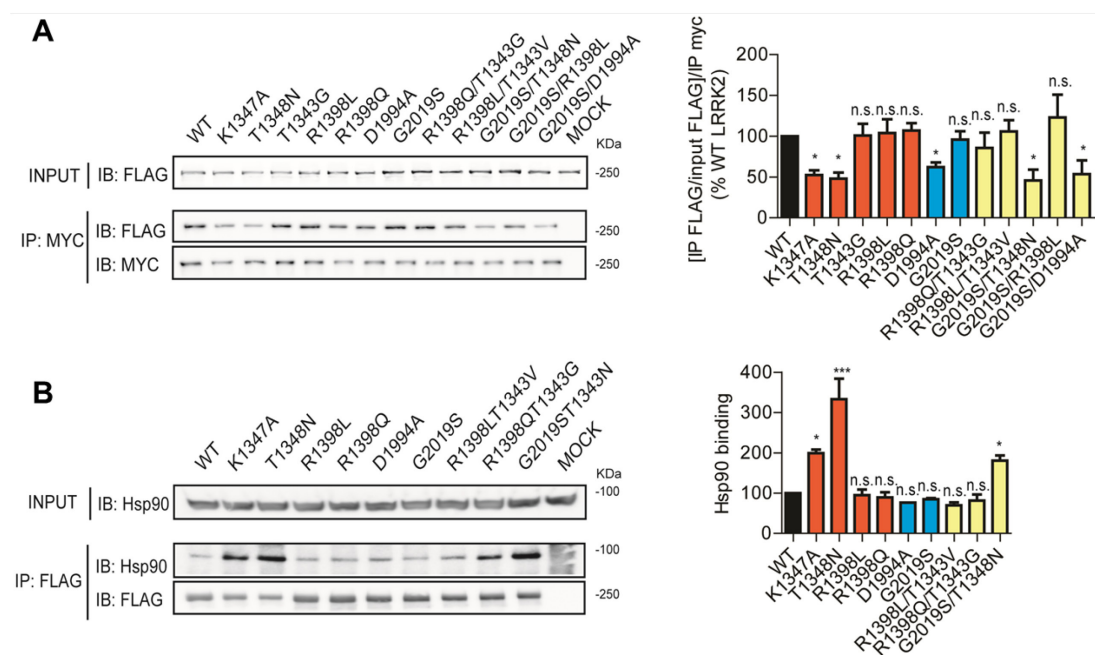 A
WT
K1347A
T1348N
T1343G
R1398L
R1398Q
D1994A
G2019S
R1398Q/T1343G
R1398L/T1343V
G2019S/T1348N
G2019S/R1398L
G2019S/D1994A
MOCK
KDa
INPUT IB: FLAG -250
IP: MYC IB: FLAG -250
IB: MYC -250
[IP FLAG/input FLAG]/IP myc
(% WT LRRK2)
200
150
100
50
0
* * n.s. n.s. n.s. * n.s. n.s. n.s. * n.s. *
WT
K1347A
T1348N
T1343G
R1398L
R1398Q
D1994A
G2019S
R1398Q/T1343G
R1398L/T1343V
G2019S/T1348N
G2019S/R1398L
G2019S/D1994A
B
WT
K1347A
T1348N
R1398L
R1398Q
D1994A
G2019S
R1398LT1343V
R1398QT1343G
G2019ST1343N
MOCK
KDa
INPUT IB: Hsp90 -100
IP: FLAG IB: Hsp90 -100
IB: FLAG -250
Hsp90 binding
400
300
200
100
0
* *** n.s. n.s. n.s. n.s. n.s. n.s. *
WT
K1347A
T1348N
R1398L
R1398Q
D1994A
G2019S
R1398L/T1343V
R1398Q/T1343G
G2019S/T1348N